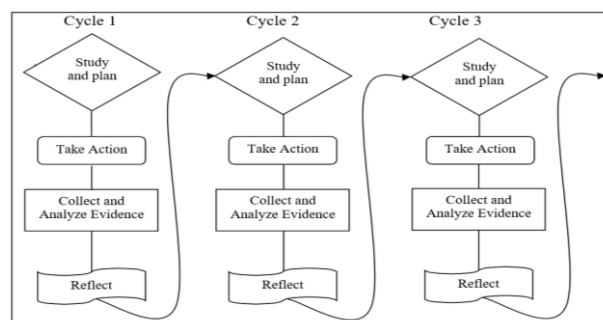 Cycle 1
Cycle 2
Cycle 3
Study
and plan
Study
and plan
Study
and plan
Take Action
Take Action
Take Action
Collect and
Analyze Evidence
Collect and
Analyze Evidence
Collect and
Analyze Evidence
Reflect
Reflect
Reflect